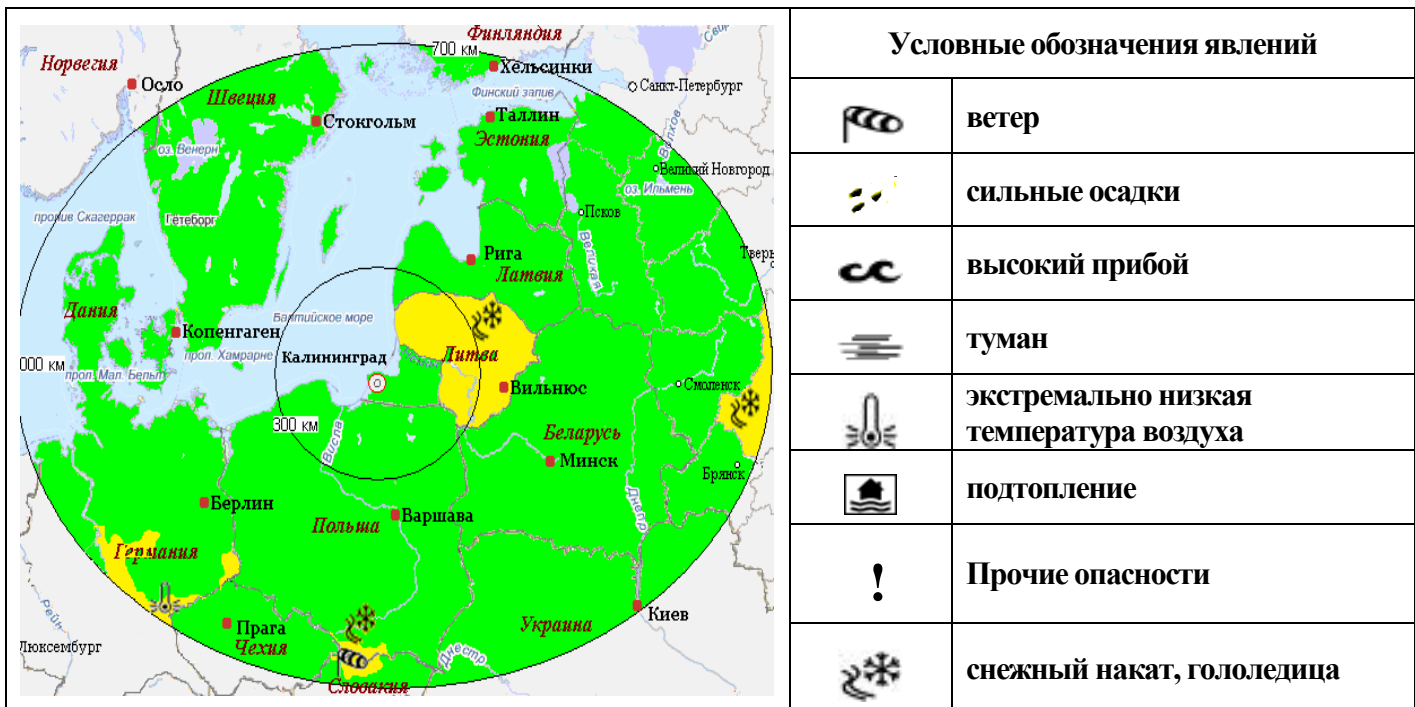 Финляндия
700 км
Норвегия
Хельсинки
Осло
Санкт-Петербург
Швеция
Финский залив
Стокгольм
Таллин
Волхов
Эстония
оз. Венерн
Великий Новгород
оз. Ильмень
пролив Скагеррак
Гётеборг
Псков
Великая
Рига
Тверь
Латвия
Дания
Балтийское море
Копенгаген
прол. Хамрарне
Калининград
Литва
000 км
прол. Мал. Бельт
Вильнюс
Смоленск
300 км
Висла
Беларусь
Минск
Брянск
Берлин
Днепр
Польша
Варшава
Германия
Рейн
Киев
Прага
Украина
Чехия
Люксембург
Днестр
Словакия
Условные обозначения явлений
ветер
сильные осадки
высокий прибой
туман
экстремально низкая
температура воздуха
подтопление
!
Прочие опасности
снежный накат, гололедица